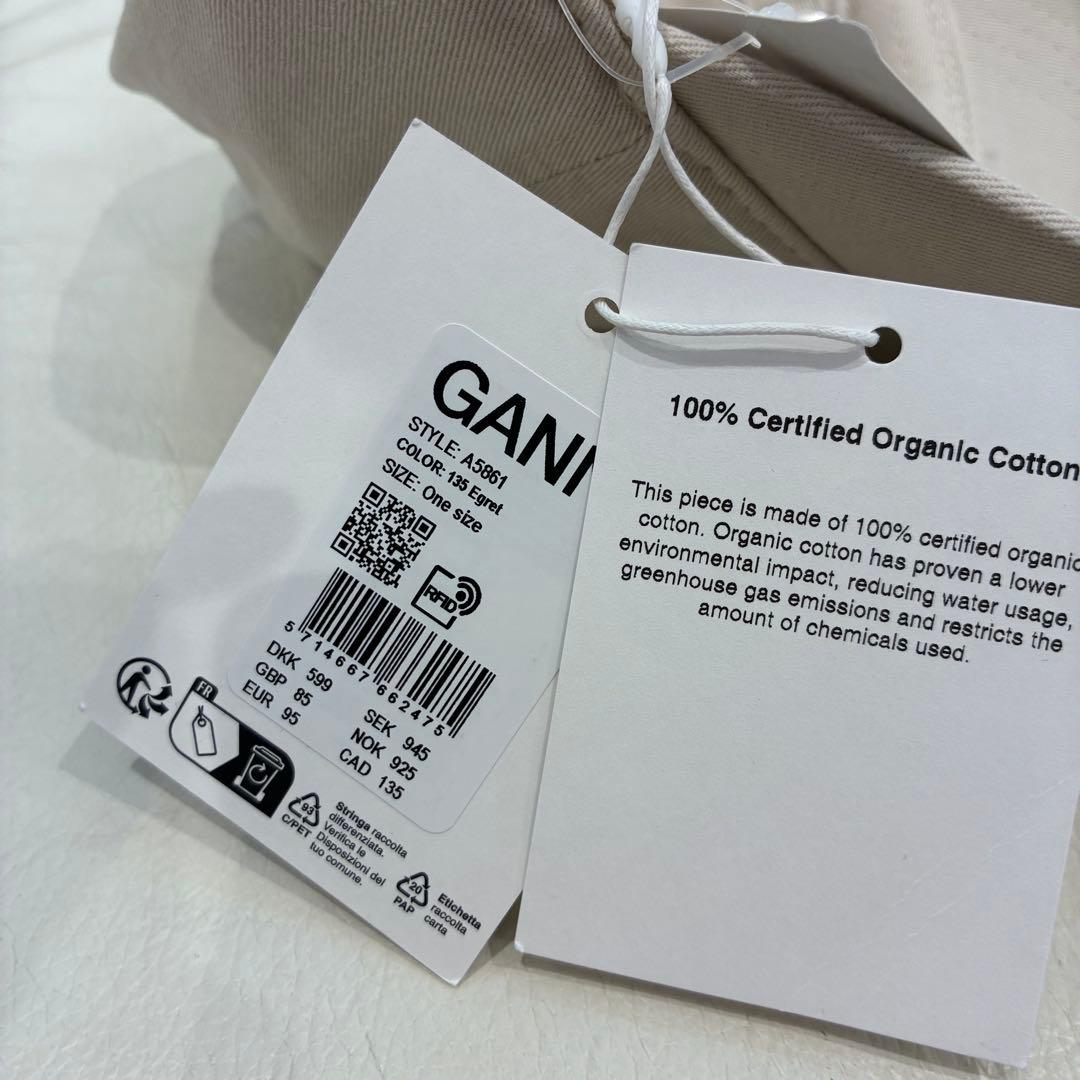 GANNI
STYLE: A5861
COLOR: 135 Egret
SIZE: One size
RFID
5 714667 662475
DKK 599
GBP 85
EUR 95
SEK 945
NOK 925
CAD 135
FR
93
C/PET
Stringa raccolta
differenziata.
Verifica le
Disposizioni del
tuo comune.
20
PAP
Etichetta
raccolta
carta
100% Certified Organic Cotton
This piece is made of 100% certified organic
cotton. Organic cotton has proven a lower
environmental impact, reducing water usage,
greenhouse gas emissions and restricts the
amount of chemicals used.